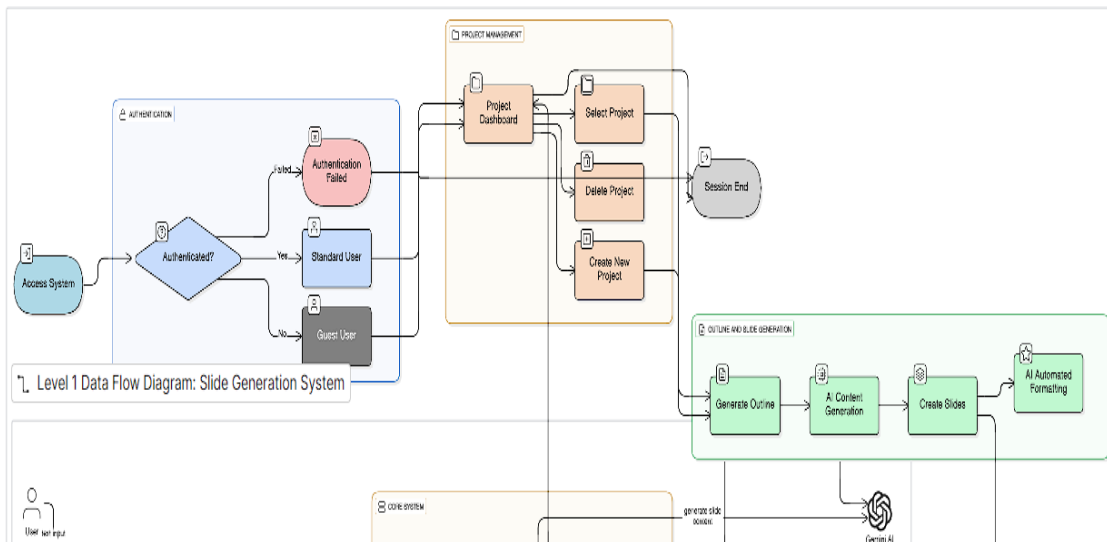 PROJECT MANAGEMENT
Project
Dashboard
Select Project
AUTHENTICATION
Authentication
Failed
Failed
Delete Project
Session End
Authenticated?
Yes
Standard User
Create New
Project
Access System
No
Guest User
OUTLINE AND SLIDE GENERATION
Level 1 Data Flow Diagram: Slide Generation System
AI Automated
Formatting
Generate Outline
AI Content
Generation
Create Slides
CORE SYSTEM
generate slide
content
User
Not input
Gemini AI